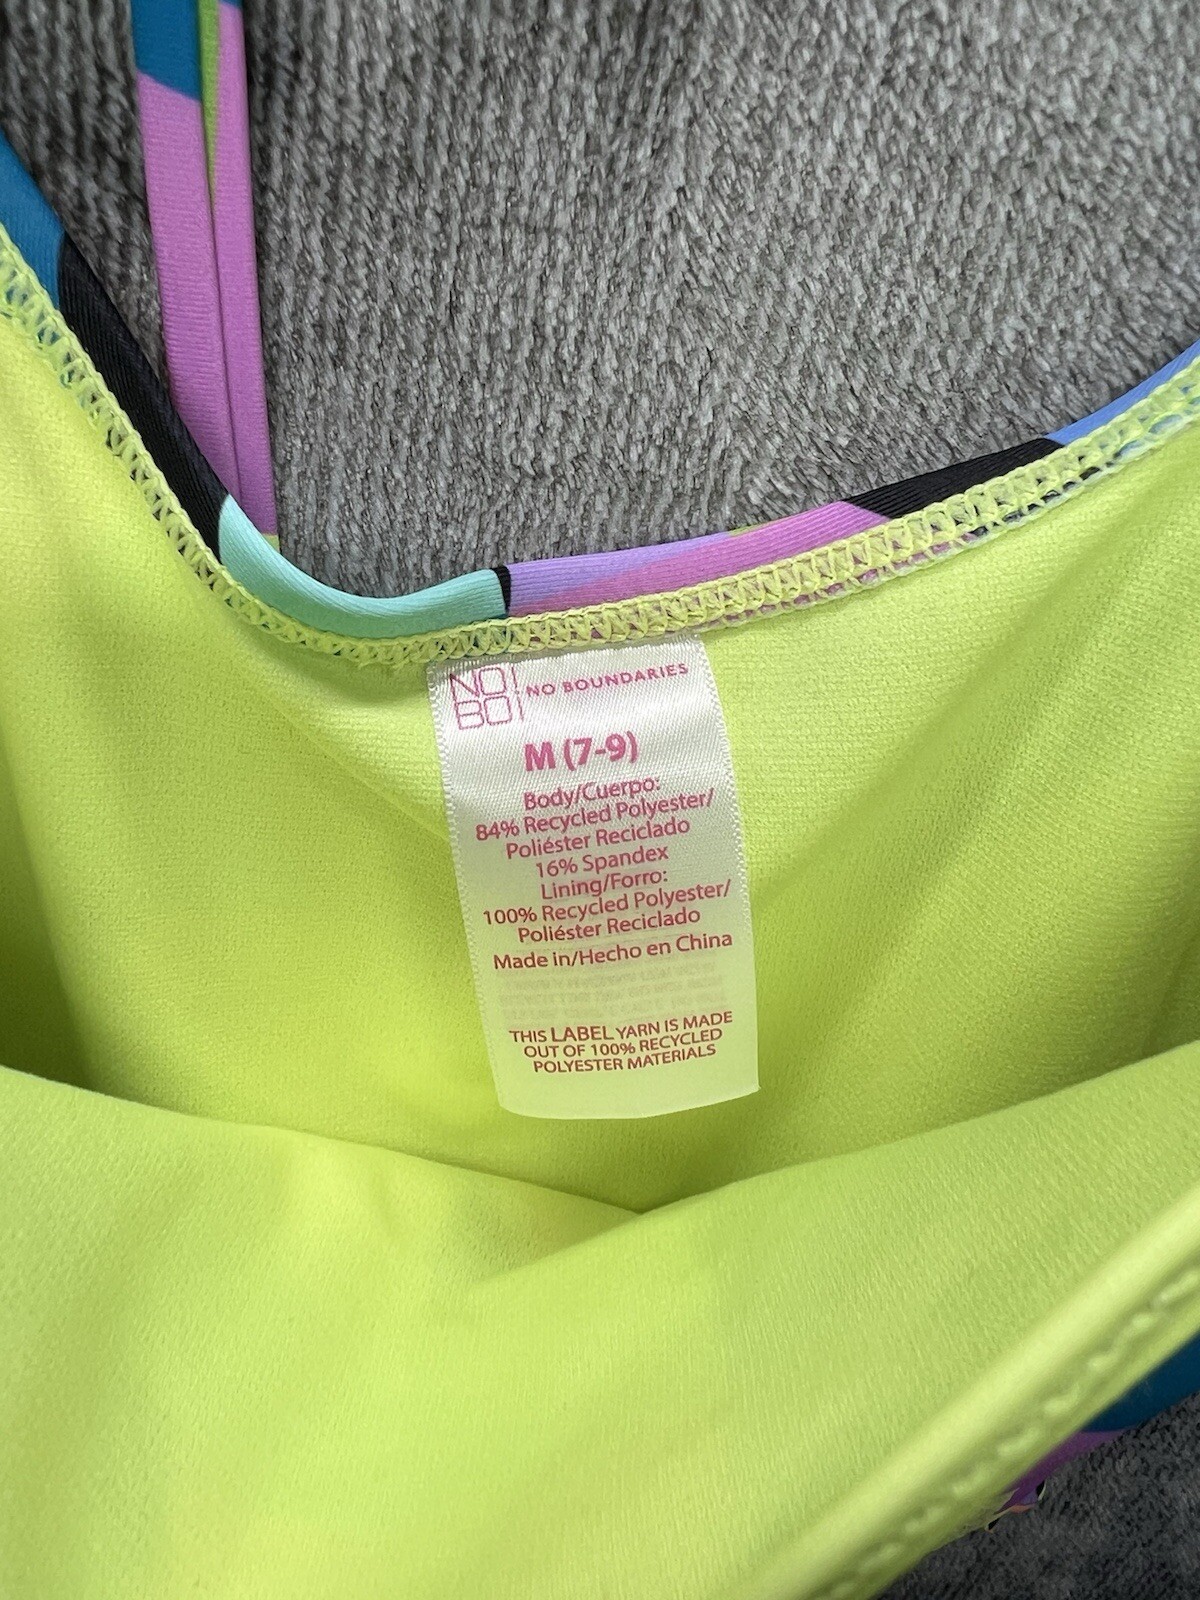 NO
BO
NO BOUNDARIES
M (7-9)
Body/Cuerpo:
84% Recycled Polyester/
Poliéster Reciclado
16% Spandex
Lining/Forro:
100% Recycled Polyester/
Poliéster Reciclado
Made in/Hecho en China
THIS LABEL YARN IS MADE
OUT OF 100% RECYCLED
POLYESTER MATERIALS